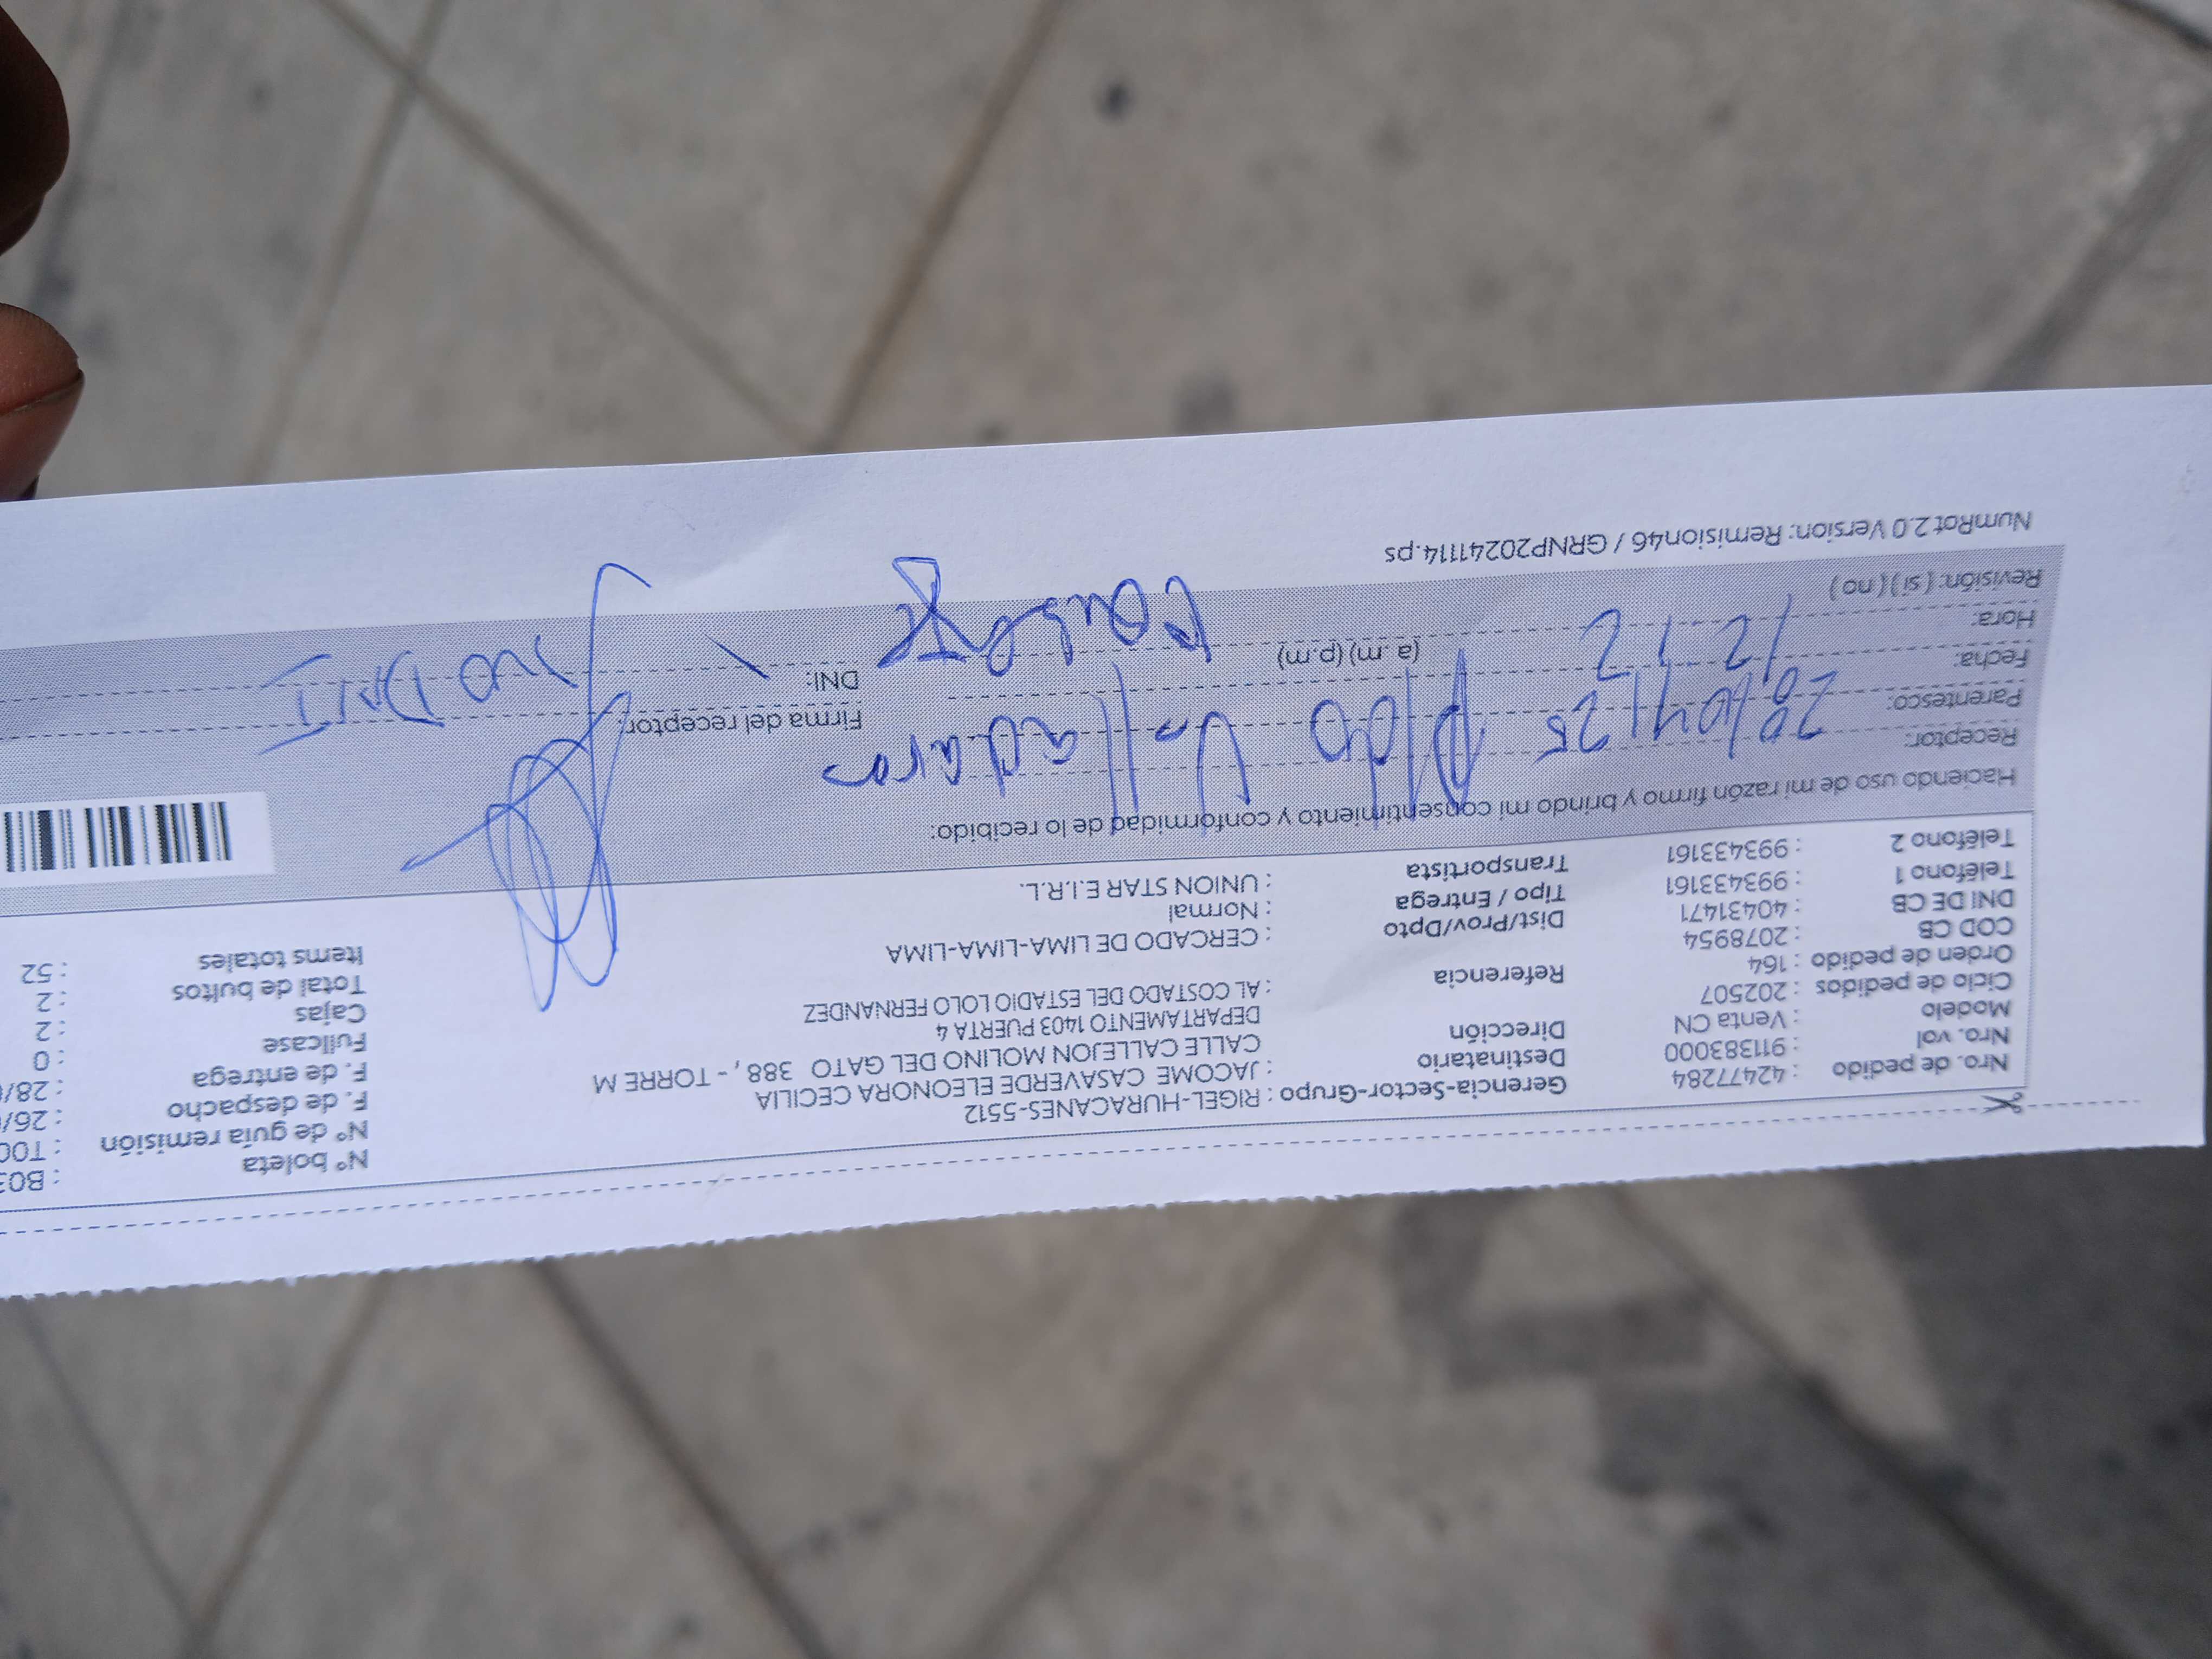 Nº boleta : B03
Nº de guía remisión : T00
F. de despacho : 26/
F. de entrega : 28/
Fullcase : 0
Cajas : 2
Total de bultos : 2
Items totales : 52
Gerencia-Sector-Grupo : RIGEL-HURACANES-5512
Destinatario : JACOME CASAVERDE ELEONORA CECILIA
Dirección CALLE CALLEJON MOLINO DEL GATO 388 , - TORRE M
DEPARTAMENTO 1403 PUERTA 4
Referencia : AL COSTADO DEL ESTADIO LOLO FERNANDEZ
Dist/Prov/Dpto : CERCADO DE LIMA-LIMA-LIMA
Tipo / Entrega : Normal
Transportista : UNION STAR E.I.R.L.
Nro. de pedido : 42477284
Nro. vol : 911383000
Modelo : Venta CN
Ciclo de pedidos : 202507
Orden de pedido : 164
COD CB : 2078954
DNI DE CB : 40431471
Teléfono 1 : 993433161
Teléfono 2 : 993433161
Haciendo uso de mi razón firmo y brindo mi consentimiento y conformidad de lo recibido:
Receptor:
Parentesco:
Fecha: /04/25
Hora: 12 12 (a.m) (p.m)
Revisión: ( si ) ( no )
Firma del receptor:
DNI: NO DNI
NumRot 2.0 Version: Remision46 / GRNP20241114.ps